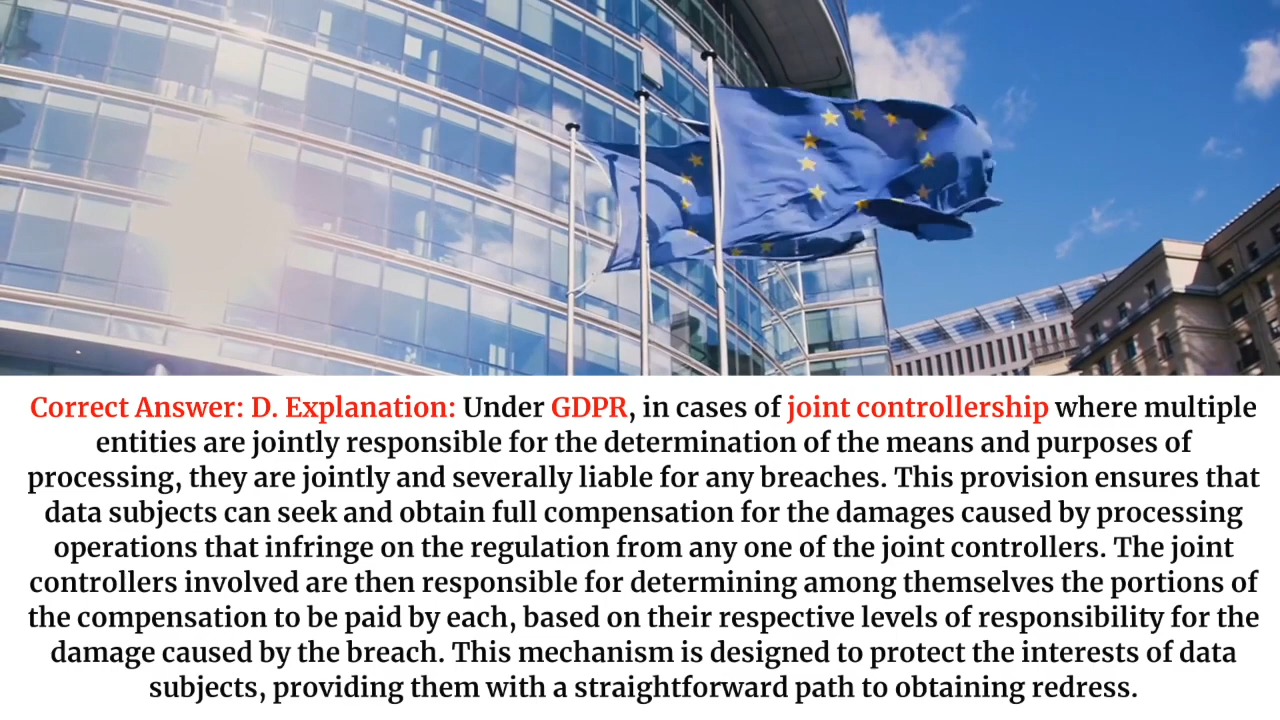 Correct Answer: D. Explanation: Under GDPR, in cases of joint controllership where multiple
entities are jointly responsible for the determination of the means and purposes of
processing, they are jointly and severally liable for any breaches. This provision ensures that
data subjects can seek and obtain full compensation for the damages caused by processing
operations that infringe on the regulation from any one of the joint controllers. The joint
controllers involved are then responsible for determining among themselves the portions of
the compensation to be paid by each, based on their respective levels of responsibility for the
damage caused by the breach. This mechanism is designed to protect the interests of data
subjects, providing them with a straightforward path to obtaining redress.